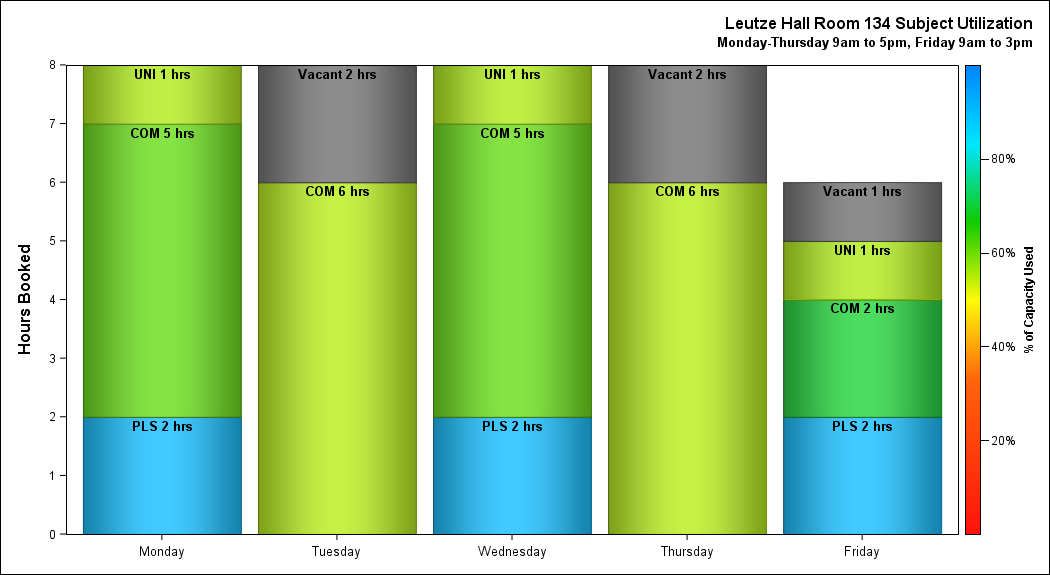 Leutze Hall Room 134 Subject Utilization
Monday-Thursday 9am to 5pm, Friday 9am to 3pm
Hours Booked
8
7
6
5
4
3
2
1
0
UNI 1 hrs
COM 5 hrs
PLS 2 hrs
Vacant 2 hrs
COM 6 hrs
UNI 1 hrs
COM 5 hrs
PLS 2 hrs
Vacant 2 hrs
COM 6 hrs
Vacant 1 hrs
UNI 1 hrs
COM 2 hrs
PLS 2 hrs
Monday
Tuesday
Wednesday
Thursday
Friday
80%
60%
40%
20%
% of Capacity Used